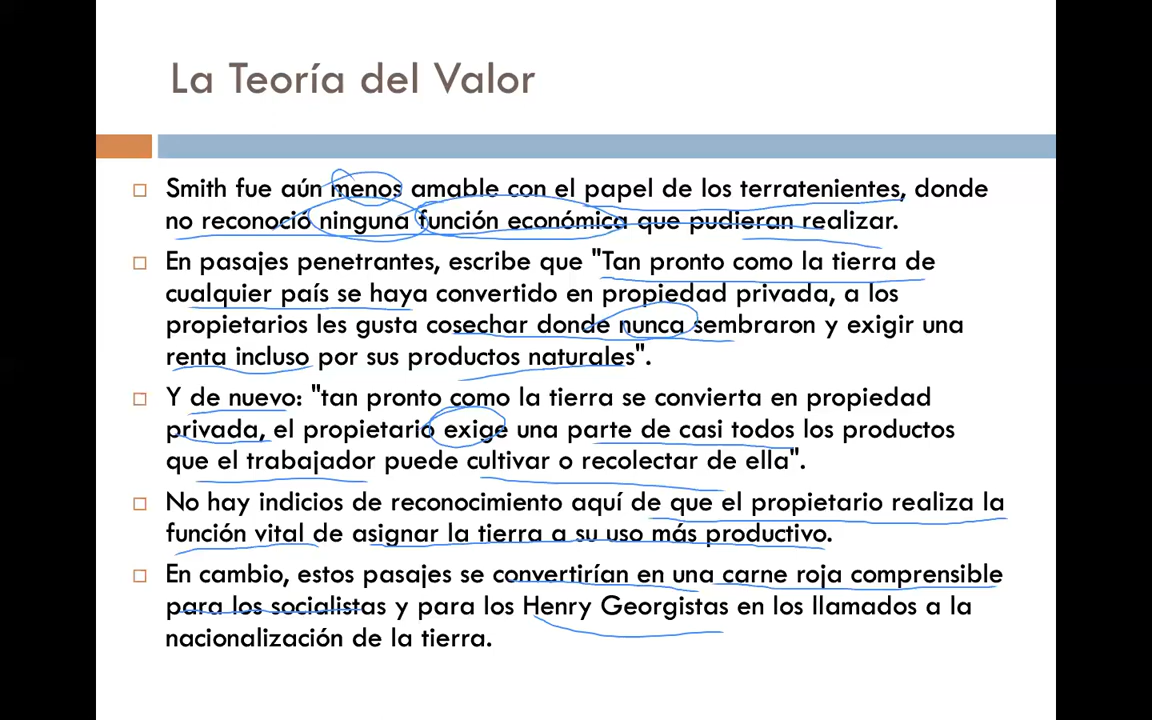 La Teoría del Valor
Smith fue aún menos amable con el papel de los terratenientes, donde
no reconoció ninguna función económica que pudieran realizar.
En pasajes penetrantes, escribe que "Tan pronto como la tierra de
cualquier país se haya convertido en propiedad privada, a los
propietarios les gusta cosechar donde nunca sembraron y exigir una
renta incluso por sus productos naturales".
Y de nuevo: "tan pronto como la tierra se convierta en propiedad
privada, el propietario exige una parte de casi todos los productos
que el trabajador puede cultivar o recolectar de ella".
No hay indicios de reconocimiento aquí de que el propietario realiza la
función vital de asignar la tierra a su uso más productivo.
En cambio, estos pasajes se convertirían en una carne roja comprensible
para los socialistas y para los Henry Georgistas en los llamados a la
nacionalización de la tierra.